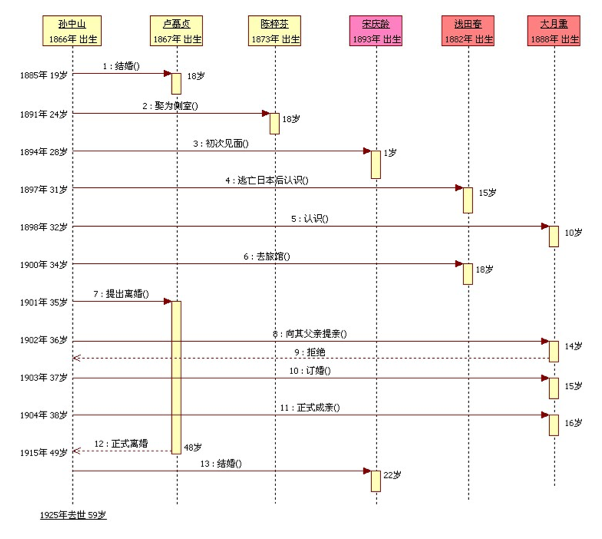 孙中山 卢慕贞 陈粹芬 宋庆龄 浅田春 大月熏
1866年 出生 1867年 出生 1873年 出生 1893年 出生 1882年 出生 1888年 出生
1885年 19岁 1 : 结婚() 18岁
1891年 24岁 2 : 娶为侧室() 18岁
1894年 28岁 3 : 初次见面() 1岁
1897年 31岁 4 : 逃亡日本后认识() 15岁
1898年 32岁 5 : 认识() 10岁
1900年 34岁 6 : 去旅馆() 18岁
1901年 35岁 7 : 提出离婚()
1902年 36岁 8 : 向其父亲提亲() 14岁
9 : 拒绝
1903年 37岁 10 : 订婚() 15岁
1904年 38岁 11 : 正式成亲() 16岁
1915年 49岁 12 : 正式离婚 48岁
13 : 结婚() 22岁
1925年去世 59岁